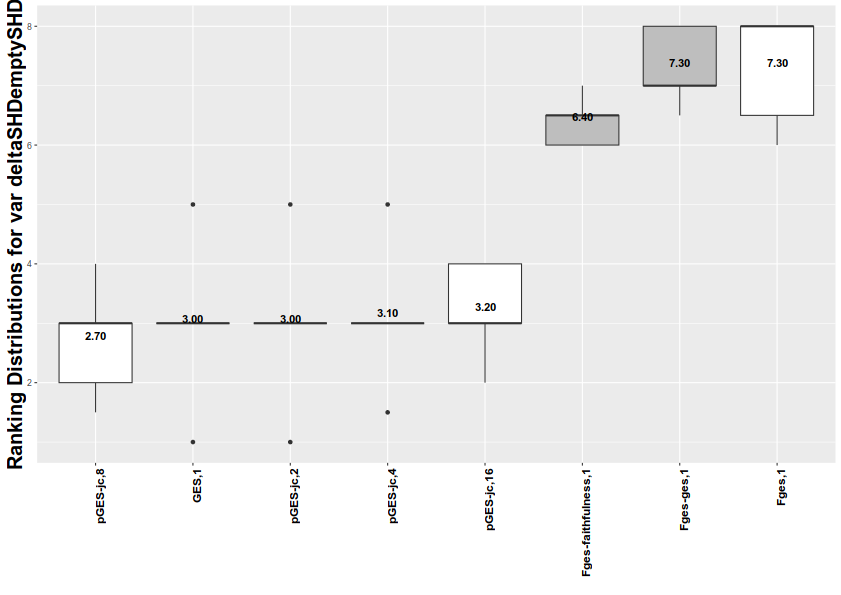 Ranking Distributions for var deltaSHDemptySHD
8
6
4
2
2.70
3.00
3.00
3.10
3.20
6.40
7.30
7.30
pGES-jc,8
GES,1
pGES-jc,2
pGES-jc,4
pGES-jc,16
Fges-faithfulness,1
Fges-ges,1
Fges,1